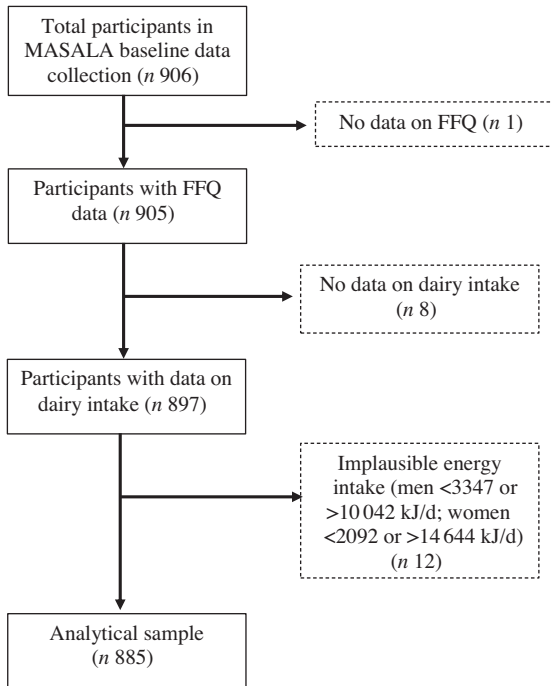 Total participants in
MASALA baseline data
collection (n 906)
No data on FFQ (n 1)
Participants with FFQ
data (n 905)
No data on dairy intake
(n 8)
Participants with data on
dairy intake (n 897)
Implausible energy
intake (men <3347 or
>10 042 kJ/d; women
<2092 or >14 644 kJ/d)
(n 12)
Analytical sample
(n 885)